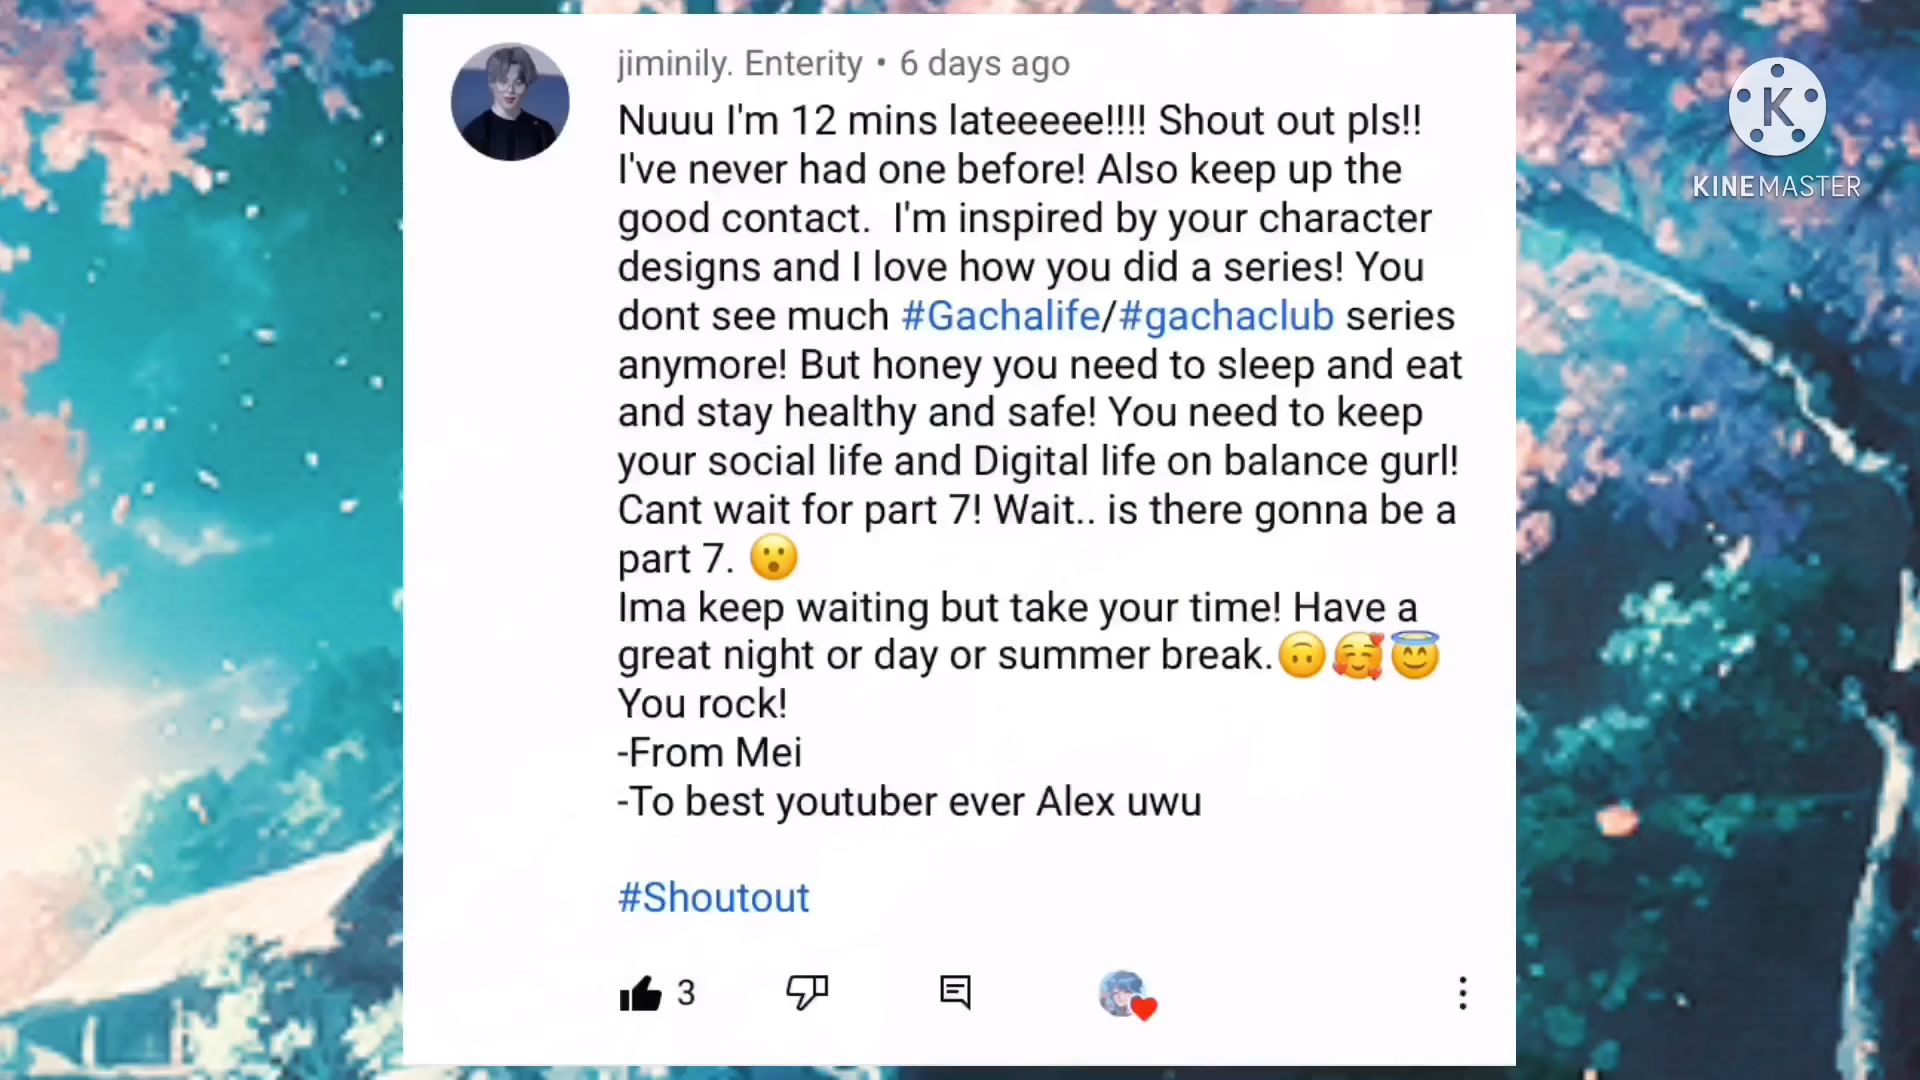 jiminily. Enterity • 6 days ago
Nuuu I'm 12 mins lateeeee!!!! Shout out pls!!
I've never had one before! Also keep up the
good contact.  I'm inspired by your character
designs and I love how you did a series! You
dont see much #Gachalife/#gachaclub series
anymore! But honey you need to sleep and eat
and stay healthy and safe! You need to keep
your social life and Digital life on balance gurl!
Cant wait for part 7! Wait.. is there gonna be a
part 7. 😮
Ima keep waiting but take your time! Have a
great night or day or summer break.🙃🥰😇
You rock!
-From Mei
-To best youtuber ever Alex uwu
#Shoutout
3
K
KINEMASTER